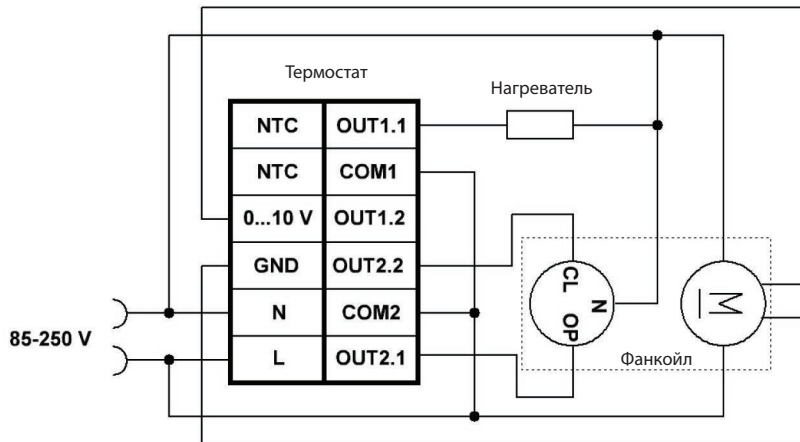 Термостат
Нагреватель
NTC OUT1.1
NTC COM1
0...10 V OUT1.2
GND OUT2.2
N COM2
L OUT2.1
85-250 V
CL
N
OP
M
Фанкойл